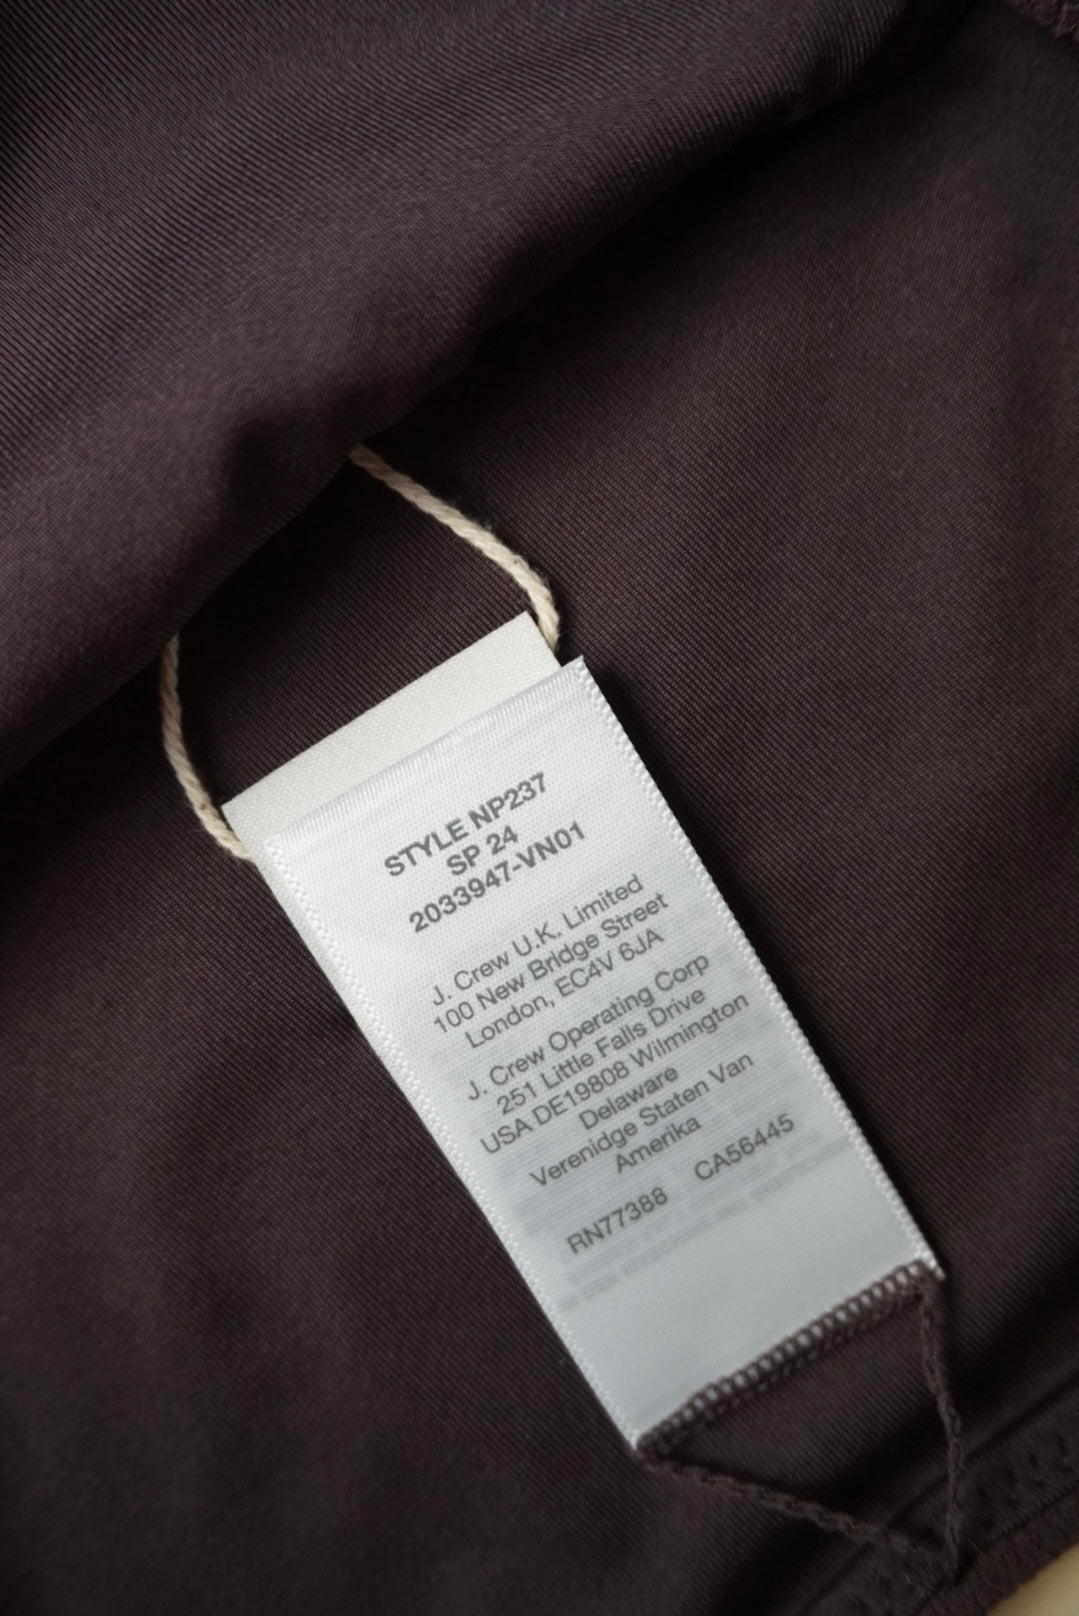 STYLE NP237
SP 24
2033947-VN01
J. Crew U.K. Limited
100 New Bridge Street
London, EC4V 6JA
J. Crew Operating Corp
251 Little Falls Drive
USA DE19808 Wilmington
Delaware
Verenidge Staten Van
Amerika
RN77388 CA56445